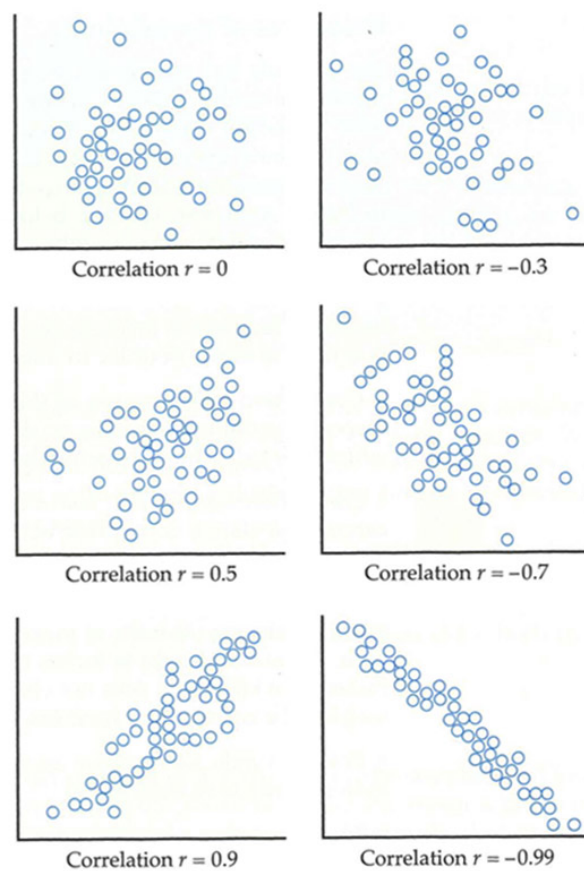 Correlation r = 0
Correlation r = −0.3
Correlation r = 0.5
Correlation r = −0.7
Correlation r = 0.9
Correlation r = −0.99